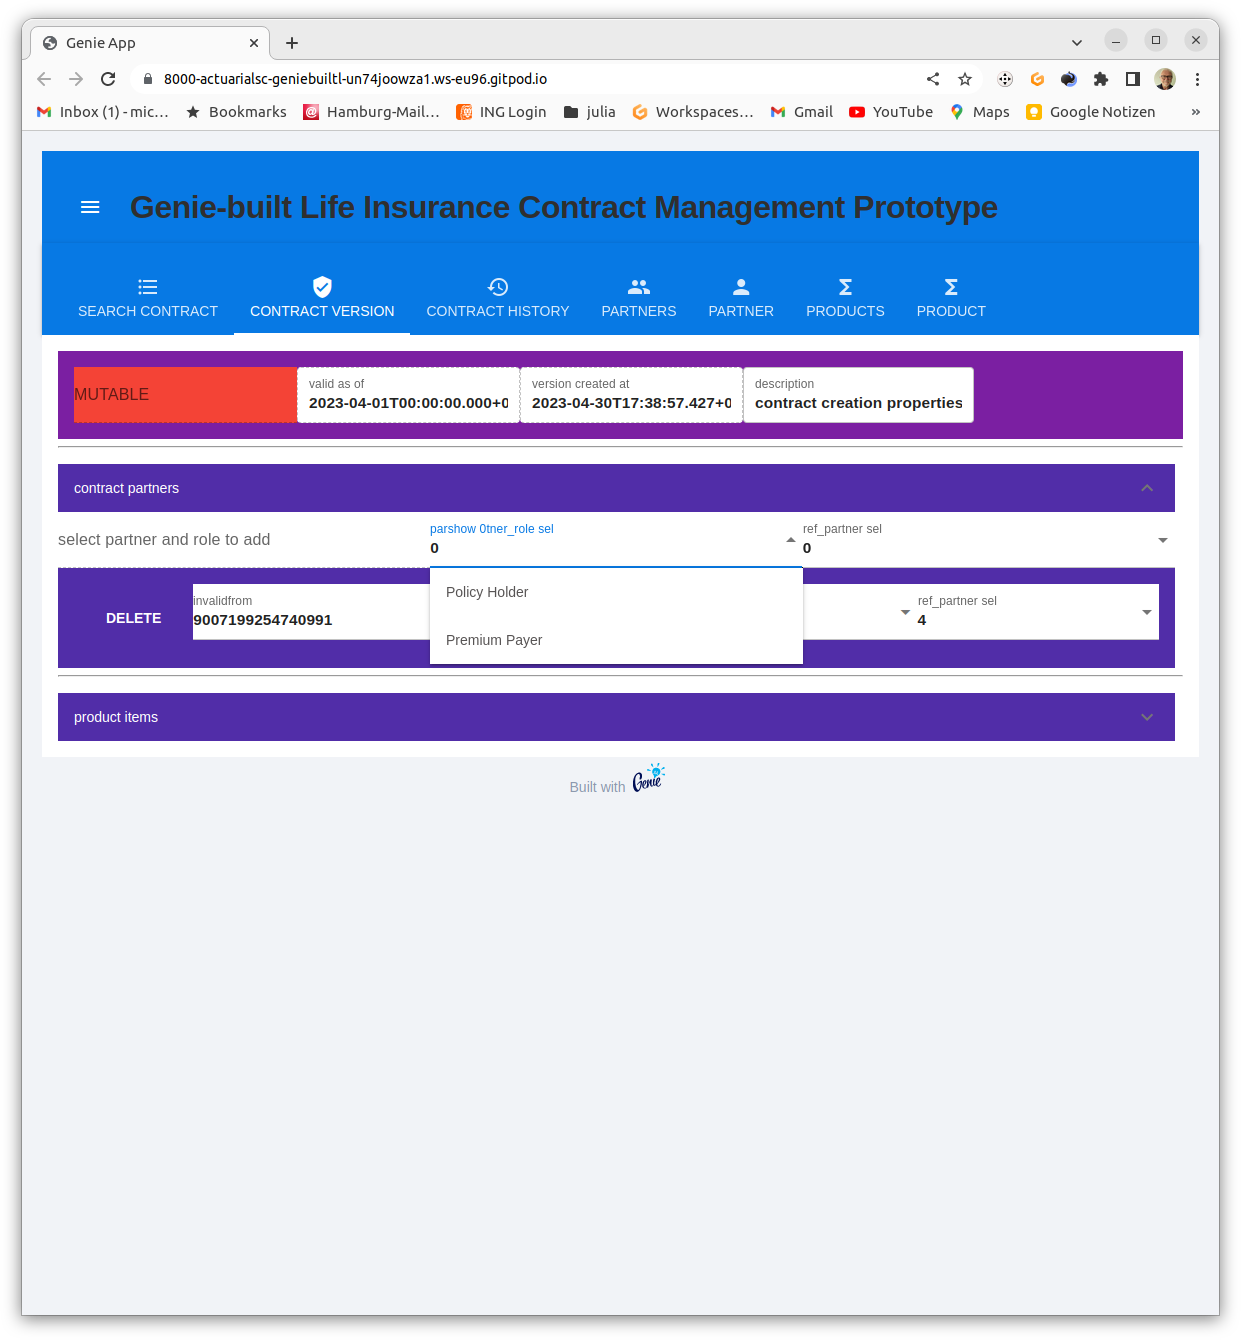 Genie App
8000-actuarialsc-geniebuiltl-un74joowza1.ws-eu96.gitpod.io
Inbox (1) - mic… Bookmarks Hamburg-Mail… ING Login julia Workspaces… Gmail YouTube Maps Google Notizen »
Genie-built Life Insurance Contract Management Prototype
SEARCH CONTRACT CONTRACT VERSION CONTRACT HISTORY PARTNERS PARTNER PRODUCTS PRODUCT
MUTABLE
valid as of version created at description
2023-04-01T00:00:00.000+0 2023-04-30T17:38:57.427+0 contract creation properties
contract partners
select partner and role to add
parshow 0tner_role sel ref_partner sel
0 0
Policy Holder
Premium Payer
DELETE
invalidfrom ref_partner sel
9007199254740991 4
product items
Built with Genie